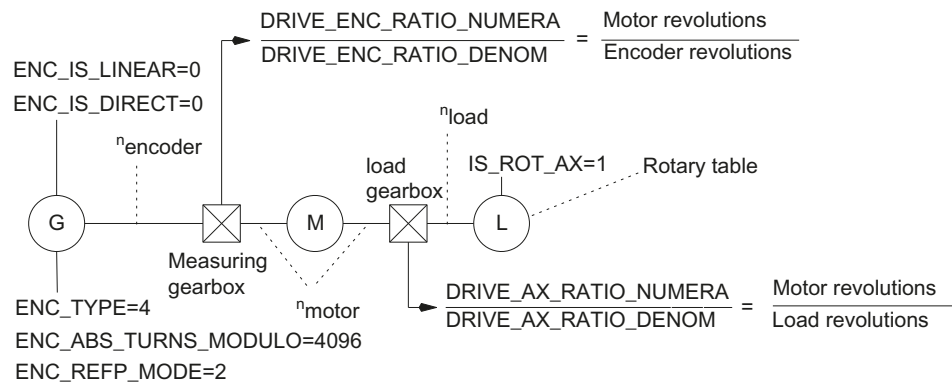 DRIVE_ENC_RATIO_NUMERA
DRIVE_ENC_RATIO_DENOM
=
Motor revolutions
Encoder revolutions
ENC_IS_LINEAR=0
ENC_IS_DIRECT=0
nencoder
nload
load
gearbox
IS_ROT_AX=1
Rotary table
G
M
L
Measuring
gearbox
nmotor
DRIVE_AX_RATIO_NUMERA
DRIVE_AX_RATIO_DENOM
=
Motor revolutions
Load revolutions
ENC_TYPE=4
ENC_ABS_TURNS_MODULO=4096
ENC_REFP_MODE=2